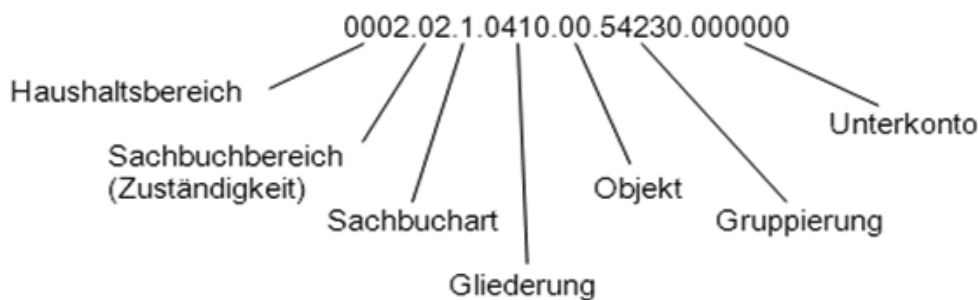 0002.02.1.0410.00.54230.000000
Haushaltsbereich
Unterkonto
Sachbuchbereich
(Zuständigkeit)
Objekt
Sachbuchart
Gruppierung
Gliederung